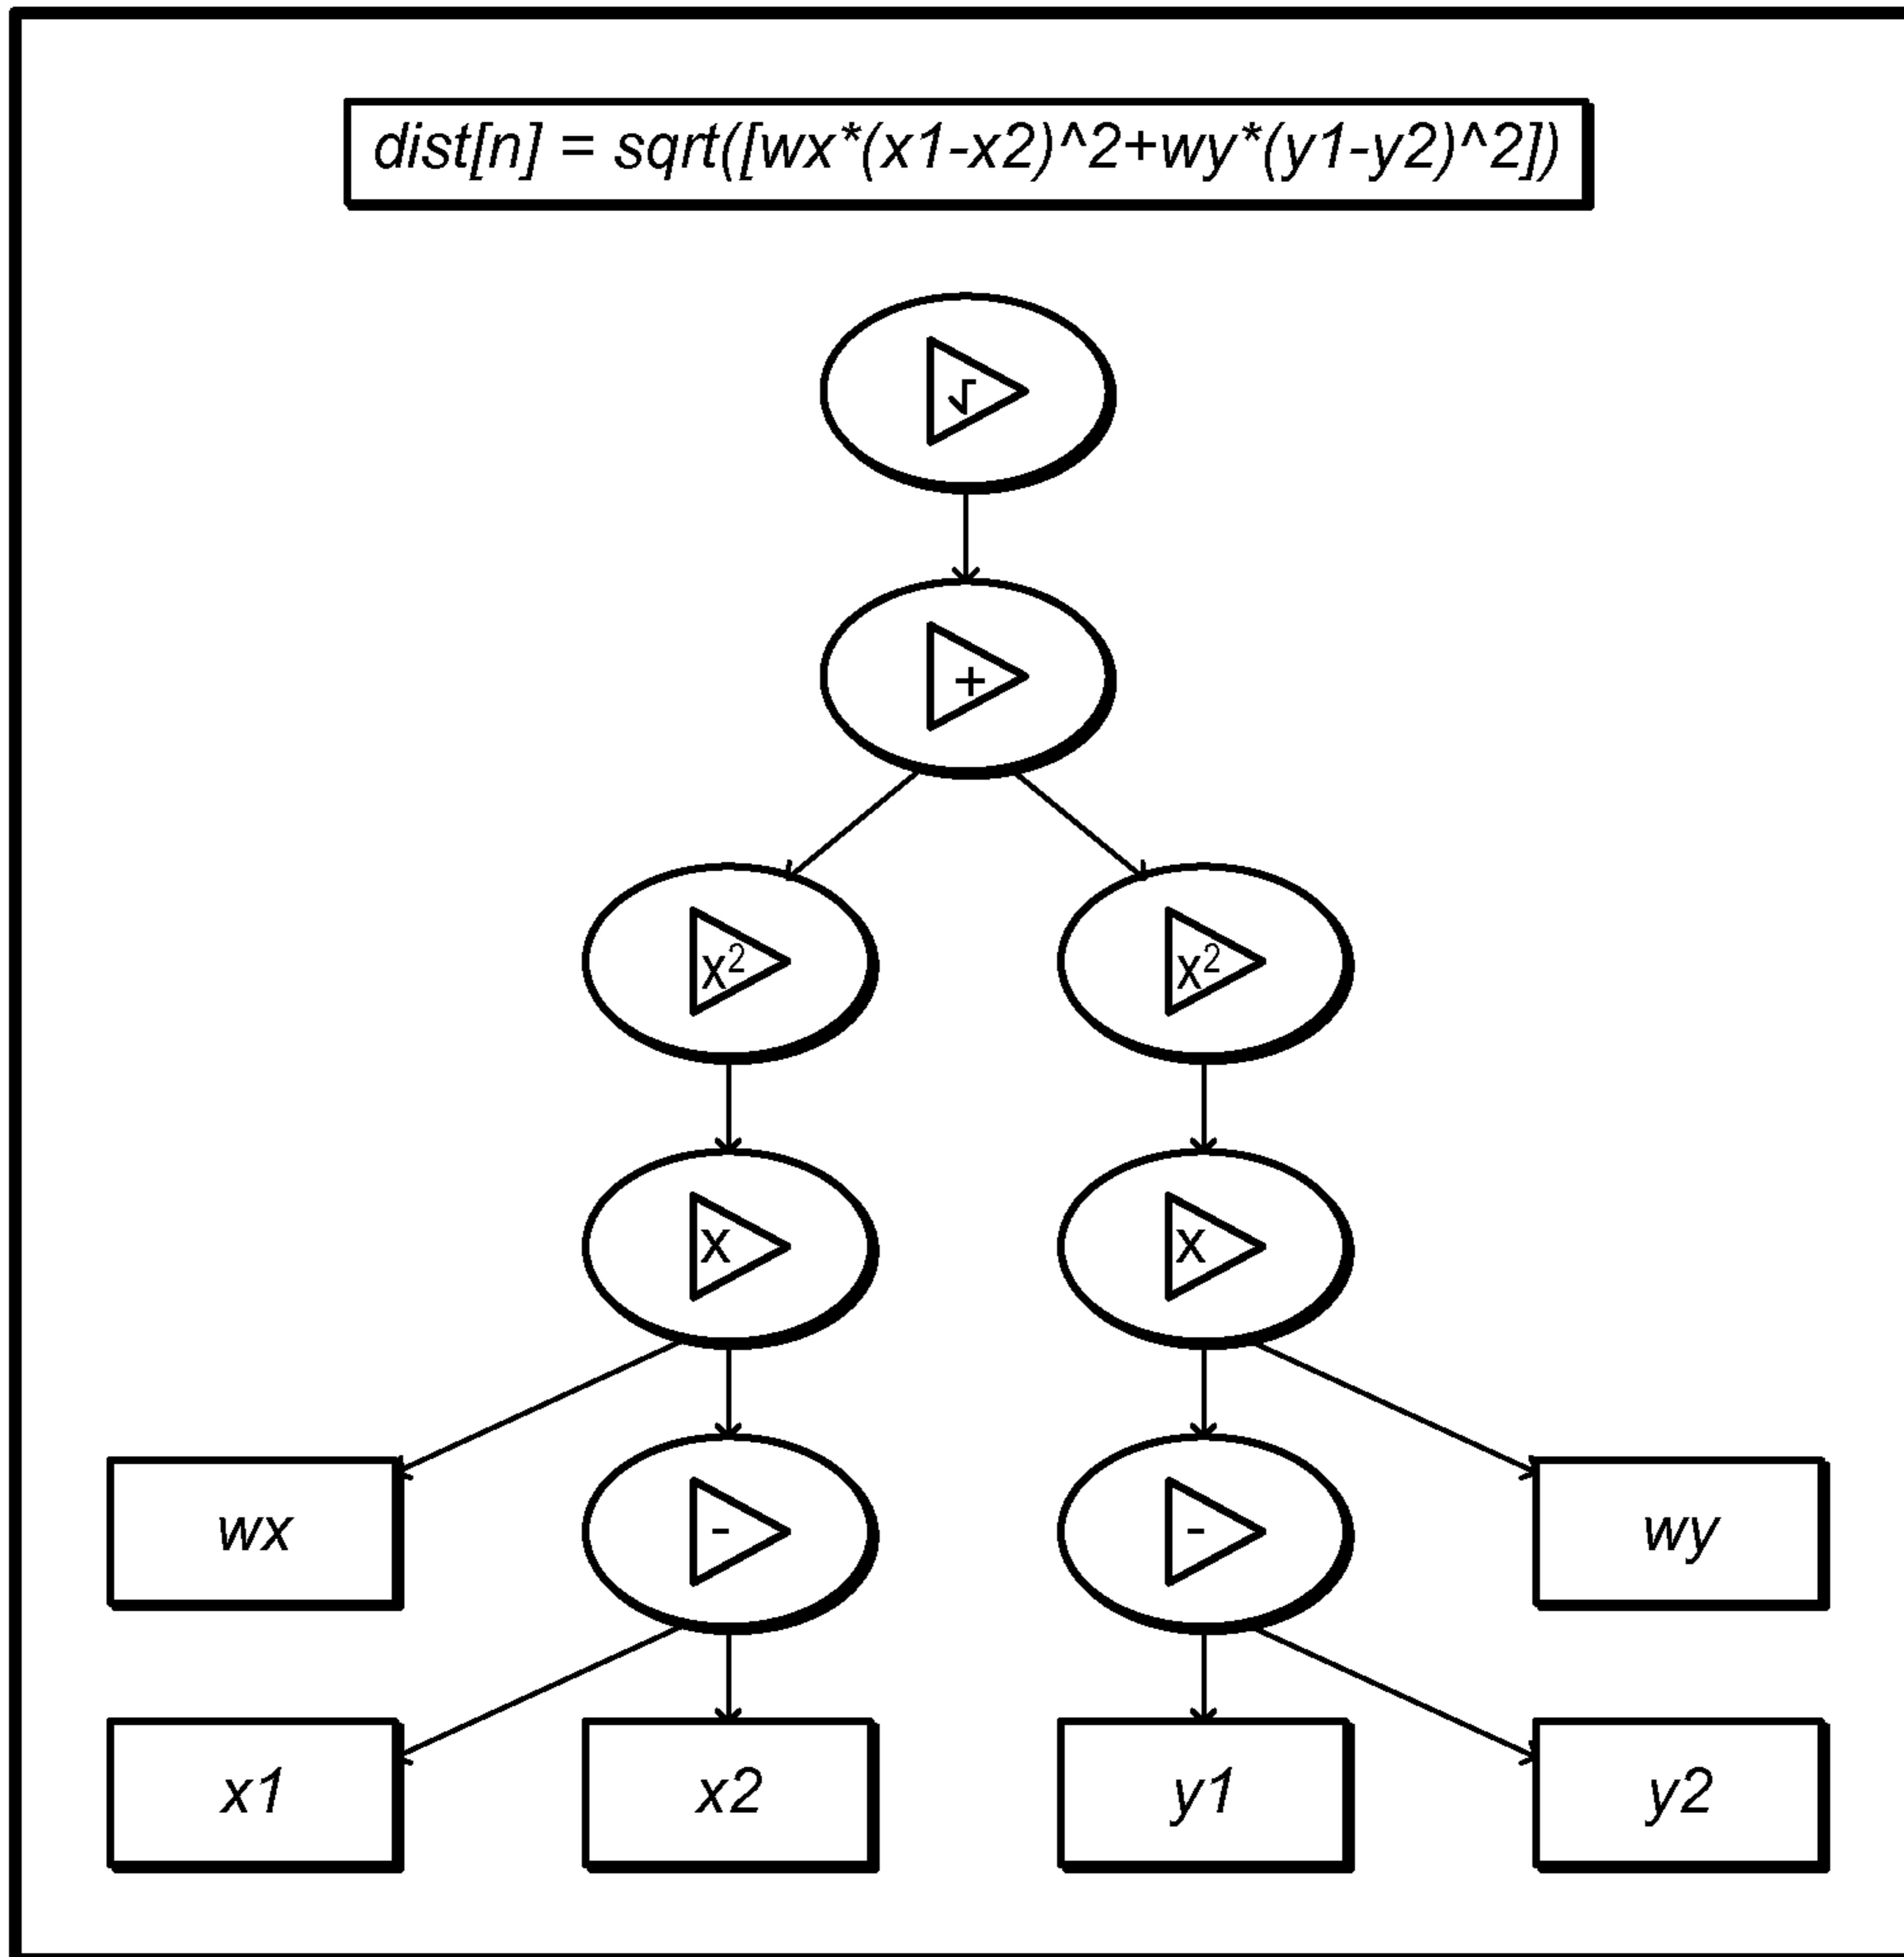 dist[n] = sqrt([wx*(x1-x2)^2+wy*(y1-y2)^2])
√
+
x² x²
x x
wx - - wy
x1 x2 y1 y2